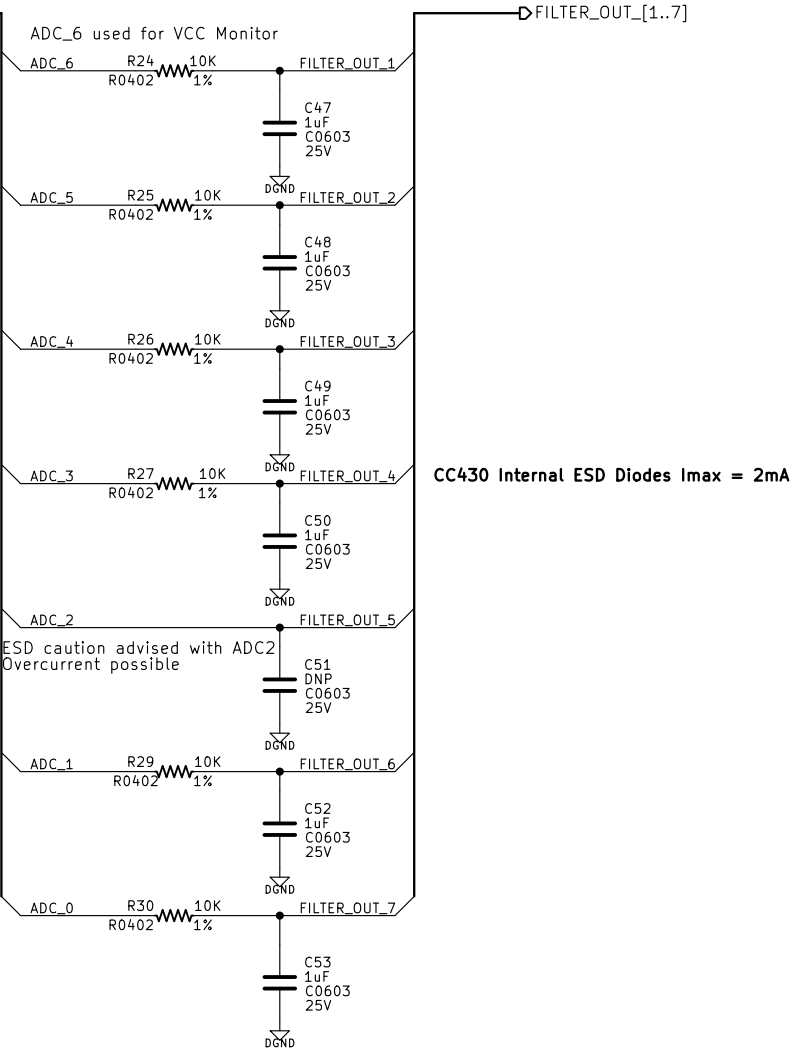 FILTER_OUT_[1..7]
ADC_6 used for VCC Monitor
ADC_6 R24 10K FILTER_OUT_1
R0402 1%
C47
1uF
C0603
25V
DGND
ADC_5 R25 10K FILTER_OUT_2
R0402 1%
C48
1uF
C0603
25V
DGND
ADC_4 R26 10K FILTER_OUT_3
R0402 1%
C49
1uF
C0603
25V
DGND
ADC_3 R27 10K FILTER_OUT_4
R0402 1%
CC430 Internal ESD Diodes Imax = 2mA
C50
1uF
C0603
25V
DGND
ADC_2 FILTER_OUT_5
ESD caution advised with ADC2
Overcurrent possible
C51
DNP
C0603
25V
DGND
ADC_1 R29 10K FILTER_OUT_6
R0402 1%
C52
1uF
C0603
25V
DGND
ADC_0 R30 10K FILTER_OUT_7
R0402 1%
C53
1uF
C0603
25V
DGND